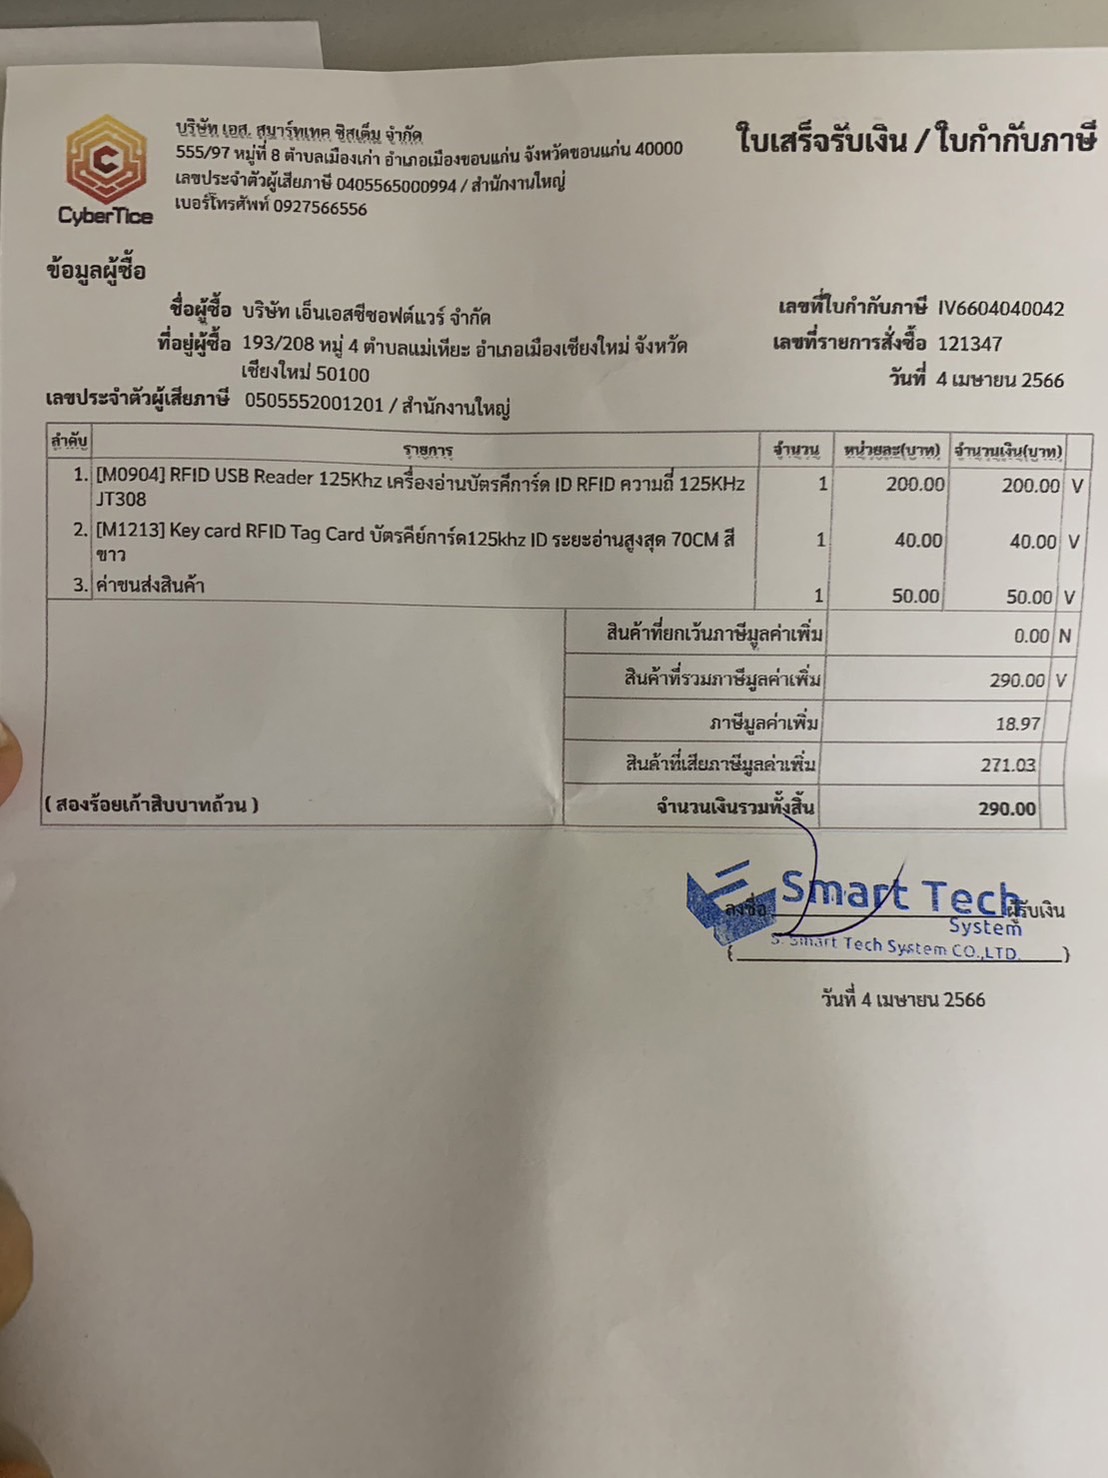 บริษัท เอส. สมาร์ทเทค ซิสเต็ม จำกัด
555/97 หมู่ที่ 8 ตำบลเมืองเก่า อำเภอเมืองขอนแก่น จังหวัดขอนแก่น 40000
เลขประจำตัวผู้เสียภาษี 0405565000994 / สำนักงานใหญ่
เบอร์โทรศัพท์ 0927566556
CyberTice
ใบเสร็จรับเงิน / ใบกำกับภาษี
ข้อมูลผู้ซื้อ
ชื่อผู้ซื้อ บริษัท เอ็นเอสซีซอฟต์แวร์ จำกัด
ที่อยู่ผู้ซื้อ 193/208 หมู่ 4 ตำบลแม่เหียะ อำเภอเมืองเชียงใหม่ จังหวัด
เชียงใหม่ 50100
เลขประจำตัวผู้เสียภาษี 0505552001201 / สำนักงานใหญ่
เลขที่ใบกำกับภาษี IV6604040042
เลขที่รายการสั่งซื้อ 121347
วันที่ 4 เมษายน 2566
ลำดับ รายการ จำนวน หน่วยละ(บาท) จำนวนเงิน(บาท)
1. [M0904] RFID USB Reader 125Khz เครื่องอ่านบัตรคีการ์ด ID RFID ความถี่ 125KHz 1 200.00 200.00 V
JT308
2. [M1213] Key card RFID Tag Card บัตรคีย์การ์ด125khz ID ระยะอ่านสูงสุด 70CM สี 1 40.00 40.00 V
ขาว
3. ค่าขนส่งสินค้า 1 50.00 50.00 V
สินค้าที่ยกเว้นภาษีมูลค่าเพิ่ม 0.00 N
สินค้าที่รวมภาษีมูลค่าเพิ่ม 290.00 V
ภาษีมูลค่าเพิ่ม 18.97
สินค้าที่เสียภาษีมูลค่าเพิ่ม 271.03
( สองร้อยเก้าสิบบาทถ้วน ) จำนวนเงินรวมทั้งสิ้น 290.00
Smart Tech
ลงชื่อ ผู้รับเงิน
System
S. Smart Tech System CO.,LTD.
( )
วันที่ 4 เมษายน 2566